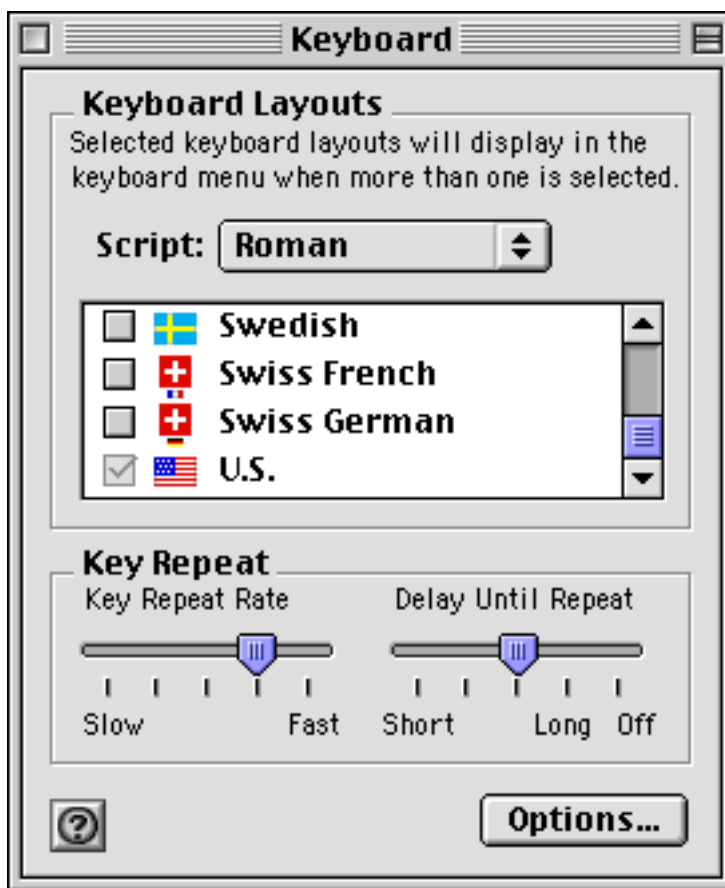 Keyboard
Keyboard Layouts
Selected keyboard layouts will display in the
keyboard menu when more than one is selected.
Script: Roman
Swedish
Swiss French
Swiss German
U.S.
Key Repeat
Key Repeat Rate Delay Until Repeat
Slow Fast Short Long Off
? Options...